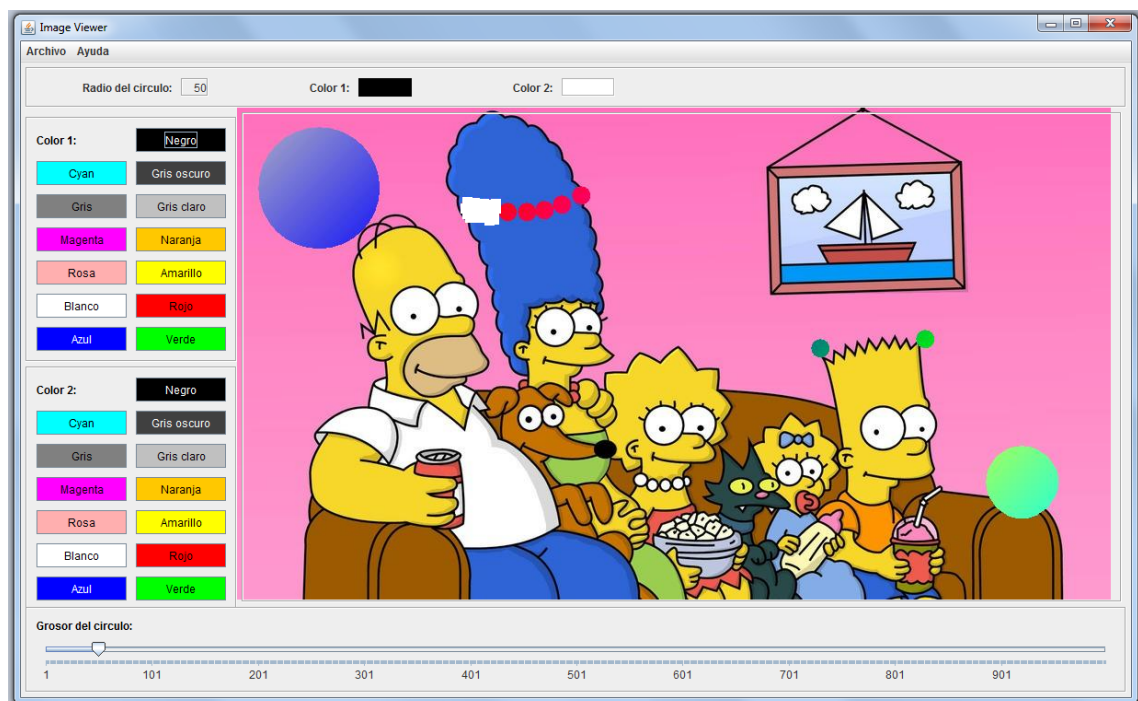 Image Viewer
Archivo Ayuda
Radio del circulo: 50 Color 1: Color 2:
Color 1: Negro
Cyan Gris oscuro
Gris Gris claro
Magenta Naranja
Rosa Amarillo
Blanco Rojo
Azul Verde
Color 2: Negro
Cyan Gris oscuro
Gris Gris claro
Magenta Naranja
Rosa Amarillo
Blanco Rojo
Azul Verde
Grosor del circulo:
1 101 201 301 401 501 601 701 801 901